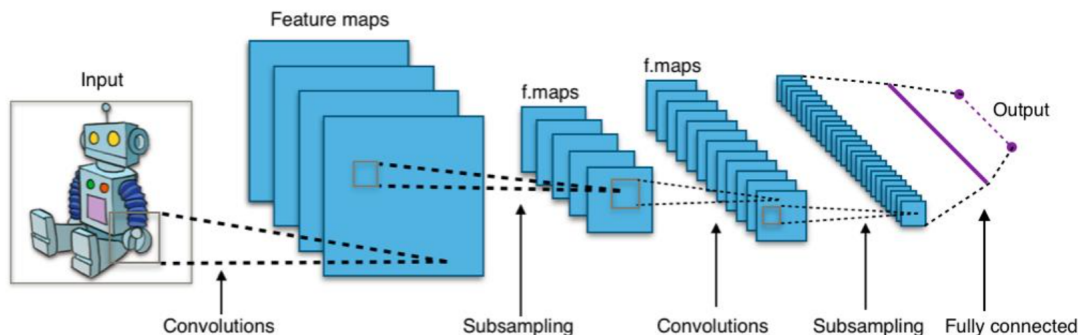 Feature maps
Input
f.maps
f.maps
Output
Convolutions
Subsampling
Convolutions
Subsampling
Fully connected